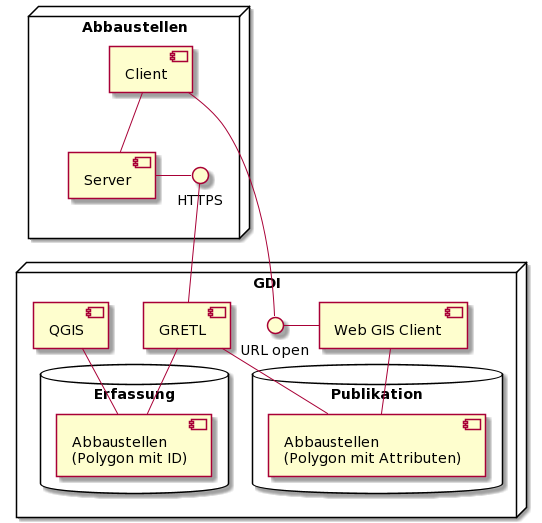 Abbaustellen
Client
Server
HTTPS
GDI
QGIS
GRETL
URL open
Web GIS Client
Erfassung
Publikation
Abbaustellen
(Polygon mit ID)
Abbaustellen
(Polygon mit Attributen)